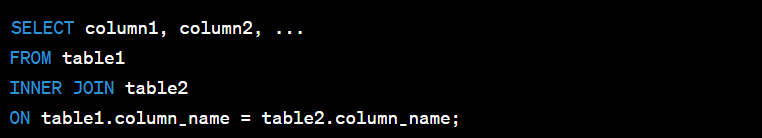 SELECT column1, column2, ...
FROM table1
INNER JOIN table2
ON table1.column_name = table2.column_name;